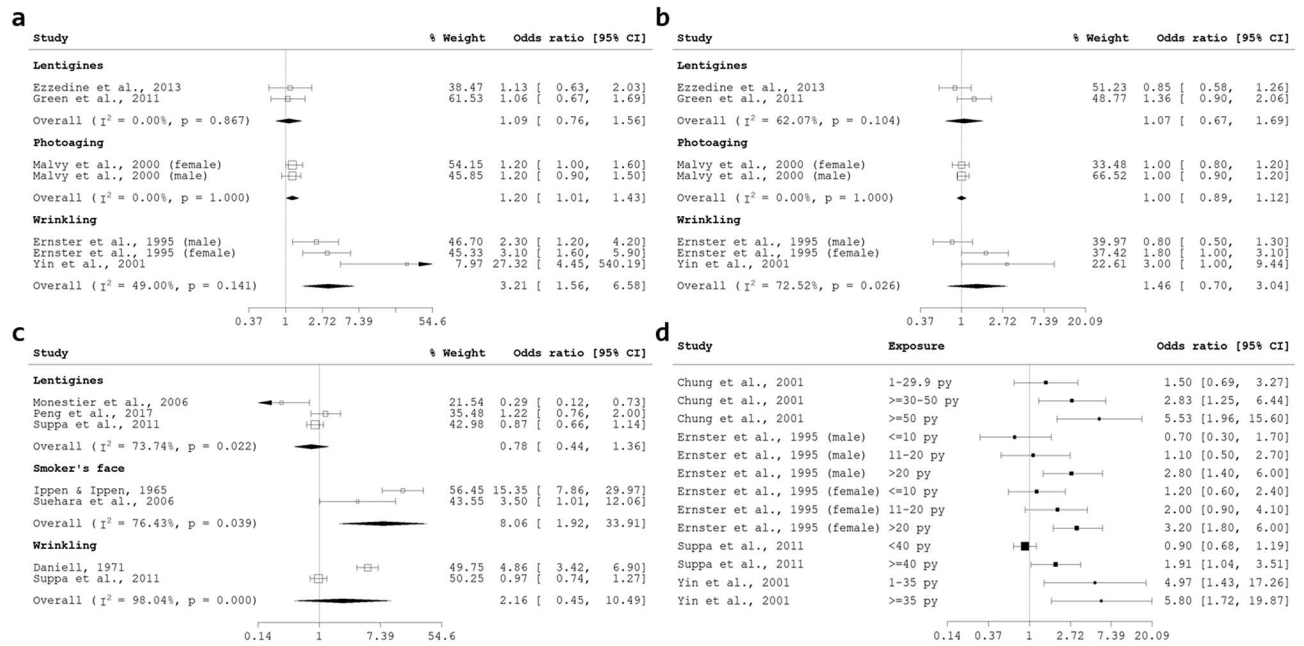 a
Study % Weight Odds ratio [95% CI]
Lentigines
Ezzedine et al., 2013 38.47 1.13 [ 0.63, 2.03]
Green et al., 2011 61.53 1.06 [ 0.67, 1.69]
Overall (I² = 0.00%, p = 0.867) 1.09 [ 0.76, 1.56]
Photoaging
Malvy et al., 2000 (female) 54.15 1.20 [ 1.00, 1.60]
Malvy et al., 2000 (male) 45.85 1.20 [ 0.90, 1.50]
Overall (I² = 0.00%, p = 1.000) 1.20 [ 1.01, 1.43]
Wrinkling
Ernster et al., 1995 (male) 46.70 2.30 [ 1.20, 4.20]
Ernster et al., 1995 (female) 45.33 3.10 [ 1.60, 5.90]
Yin et al., 2001 7.97 27.32 [ 4.45, 540.19]
Overall (I² = 49.00%, p = 0.141) 3.21 [ 1.56, 6.58]
0.37 1 2.72 7.39 54.6
b
Study % Weight Odds ratio [95% CI]
Lentigines
Ezzedine et al., 2013 51.23 0.85 [ 0.58, 1.26]
Green et al., 2011 48.77 1.36 [ 0.90, 2.06]
Overall (I² = 62.07%, p = 0.104) 1.07 [ 0.67, 1.69]
Photoaging
Malvy et al., 2000 (female) 33.48 1.00 [ 0.80, 1.20]
Malvy et al., 2000 (male) 66.52 1.00 [ 0.90, 1.20]
Overall (I² = 0.00%, p = 1.000) 1.00 [ 0.89, 1.12]
Wrinkling
Ernster et al., 1995 (male) 39.97 0.80 [ 0.50, 1.30]
Ernster et al., 1995 (female) 37.42 1.80 [ 1.00, 3.10]
Yin et al., 2001 22.61 3.00 [ 1.00, 9.44]
Overall (I² = 72.52%, p = 0.026) 1.46 [ 0.70, 3.04]
0.37 1 2.72 7.39 20.09
c
Study % Weight Odds ratio [95% CI]
Lentigines
Monestier et al., 2006 21.54 0.29 [ 0.12, 0.73]
Peng et al., 2017 35.48 1.22 [ 0.76, 2.00]
Suppa et al., 2011 42.98 0.87 [ 0.66, 1.14]
Overall (I² = 73.74%, p = 0.022) 0.78 [ 0.44, 1.36]
Smoker's face
Ippen & Ippen, 1965 56.45 15.35 [ 7.86, 29.97]
Suehara et al., 2006 43.55 3.50 [ 1.01, 12.06]
Overall (I² = 76.43%, p = 0.039) 8.06 [ 1.92, 33.91]
Wrinkling
Daniell, 1971 49.75 4.86 [ 3.42, 6.90]
Suppa et al., 2011 50.25 0.97 [ 0.74, 1.27]
Overall (I² = 98.04%, p = 0.000) 2.16 [ 0.45, 10.49]
0.14 1 7.39 54.6
d
Study Exposure Odds ratio [95% CI]
Chung et al., 2001 1-29.9 py 1.50 [0.69, 3.27]
Chung et al., 2001 >=30-50 py 2.83 [1.25, 6.44]
Chung et al., 2001 >=50 py 5.53 [1.96, 15.60]
Ernster et al., 1995 (male) <=10 py 0.70 [0.30, 1.70]
Ernster et al., 1995 (male) 11-20 py 1.10 [0.50, 2.70]
Ernster et al., 1995 (male) >20 py 2.80 [1.40, 6.00]
Ernster et al., 1995 (female) <=10 py 1.20 [0.60, 2.40]
Ernster et al., 1995 (female) 11-20 py 2.00 [0.90, 4.10]
Ernster et al., 1995 (female) >20 py 3.20 [1.80, 6.00]
Suppa et al., 2011 <40 py 0.90 [0.68, 1.19]
Suppa et al., 2011 >=40 py 1.91 [1.04, 3.51]
Yin et al., 2001 1-35 py 4.97 [1.43, 17.26]
Yin et al., 2001 >=35 py 5.80 [1.72, 19.87]
0.14 0.37 1 2.72 7.39 20.09